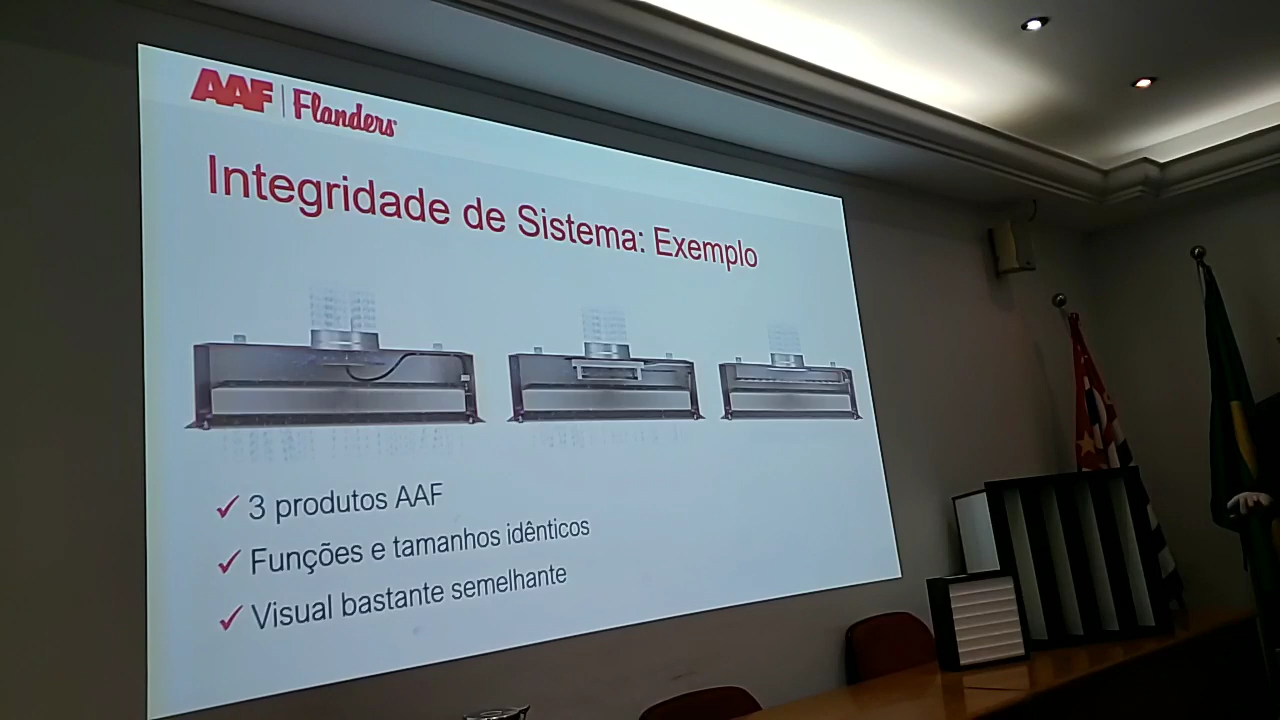 AAF | Flanders
Integridade de Sistema: Exemplo
3 produtos AAF
Funções e tamanhos idênticos
Visual bastante semelhante